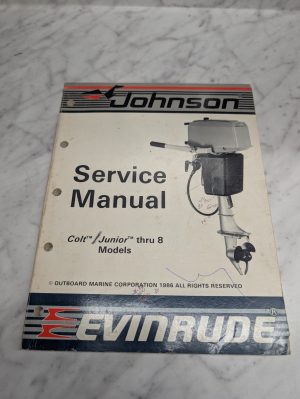 Johnson
Service
Manual
Colt™/Junior™ thru 8
Models
© OUTBOARD MARINE CORPORATION 1986 ALL RIGHTS RESERVED
EVINRUDE®